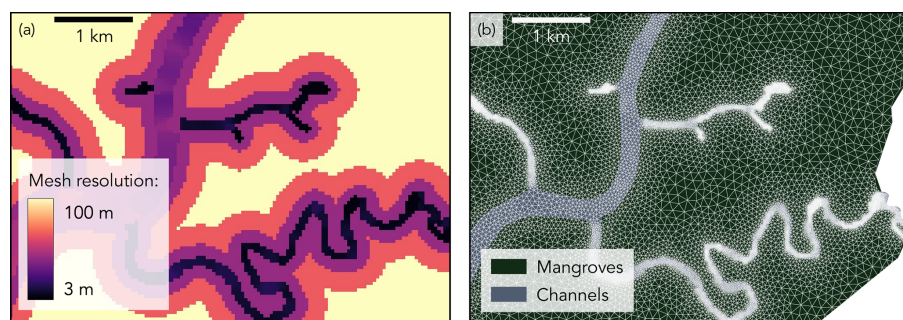 (a)
1 km
Mesh resolution:
100 m
3 m
(b)
1 km
Mangroves
Channels